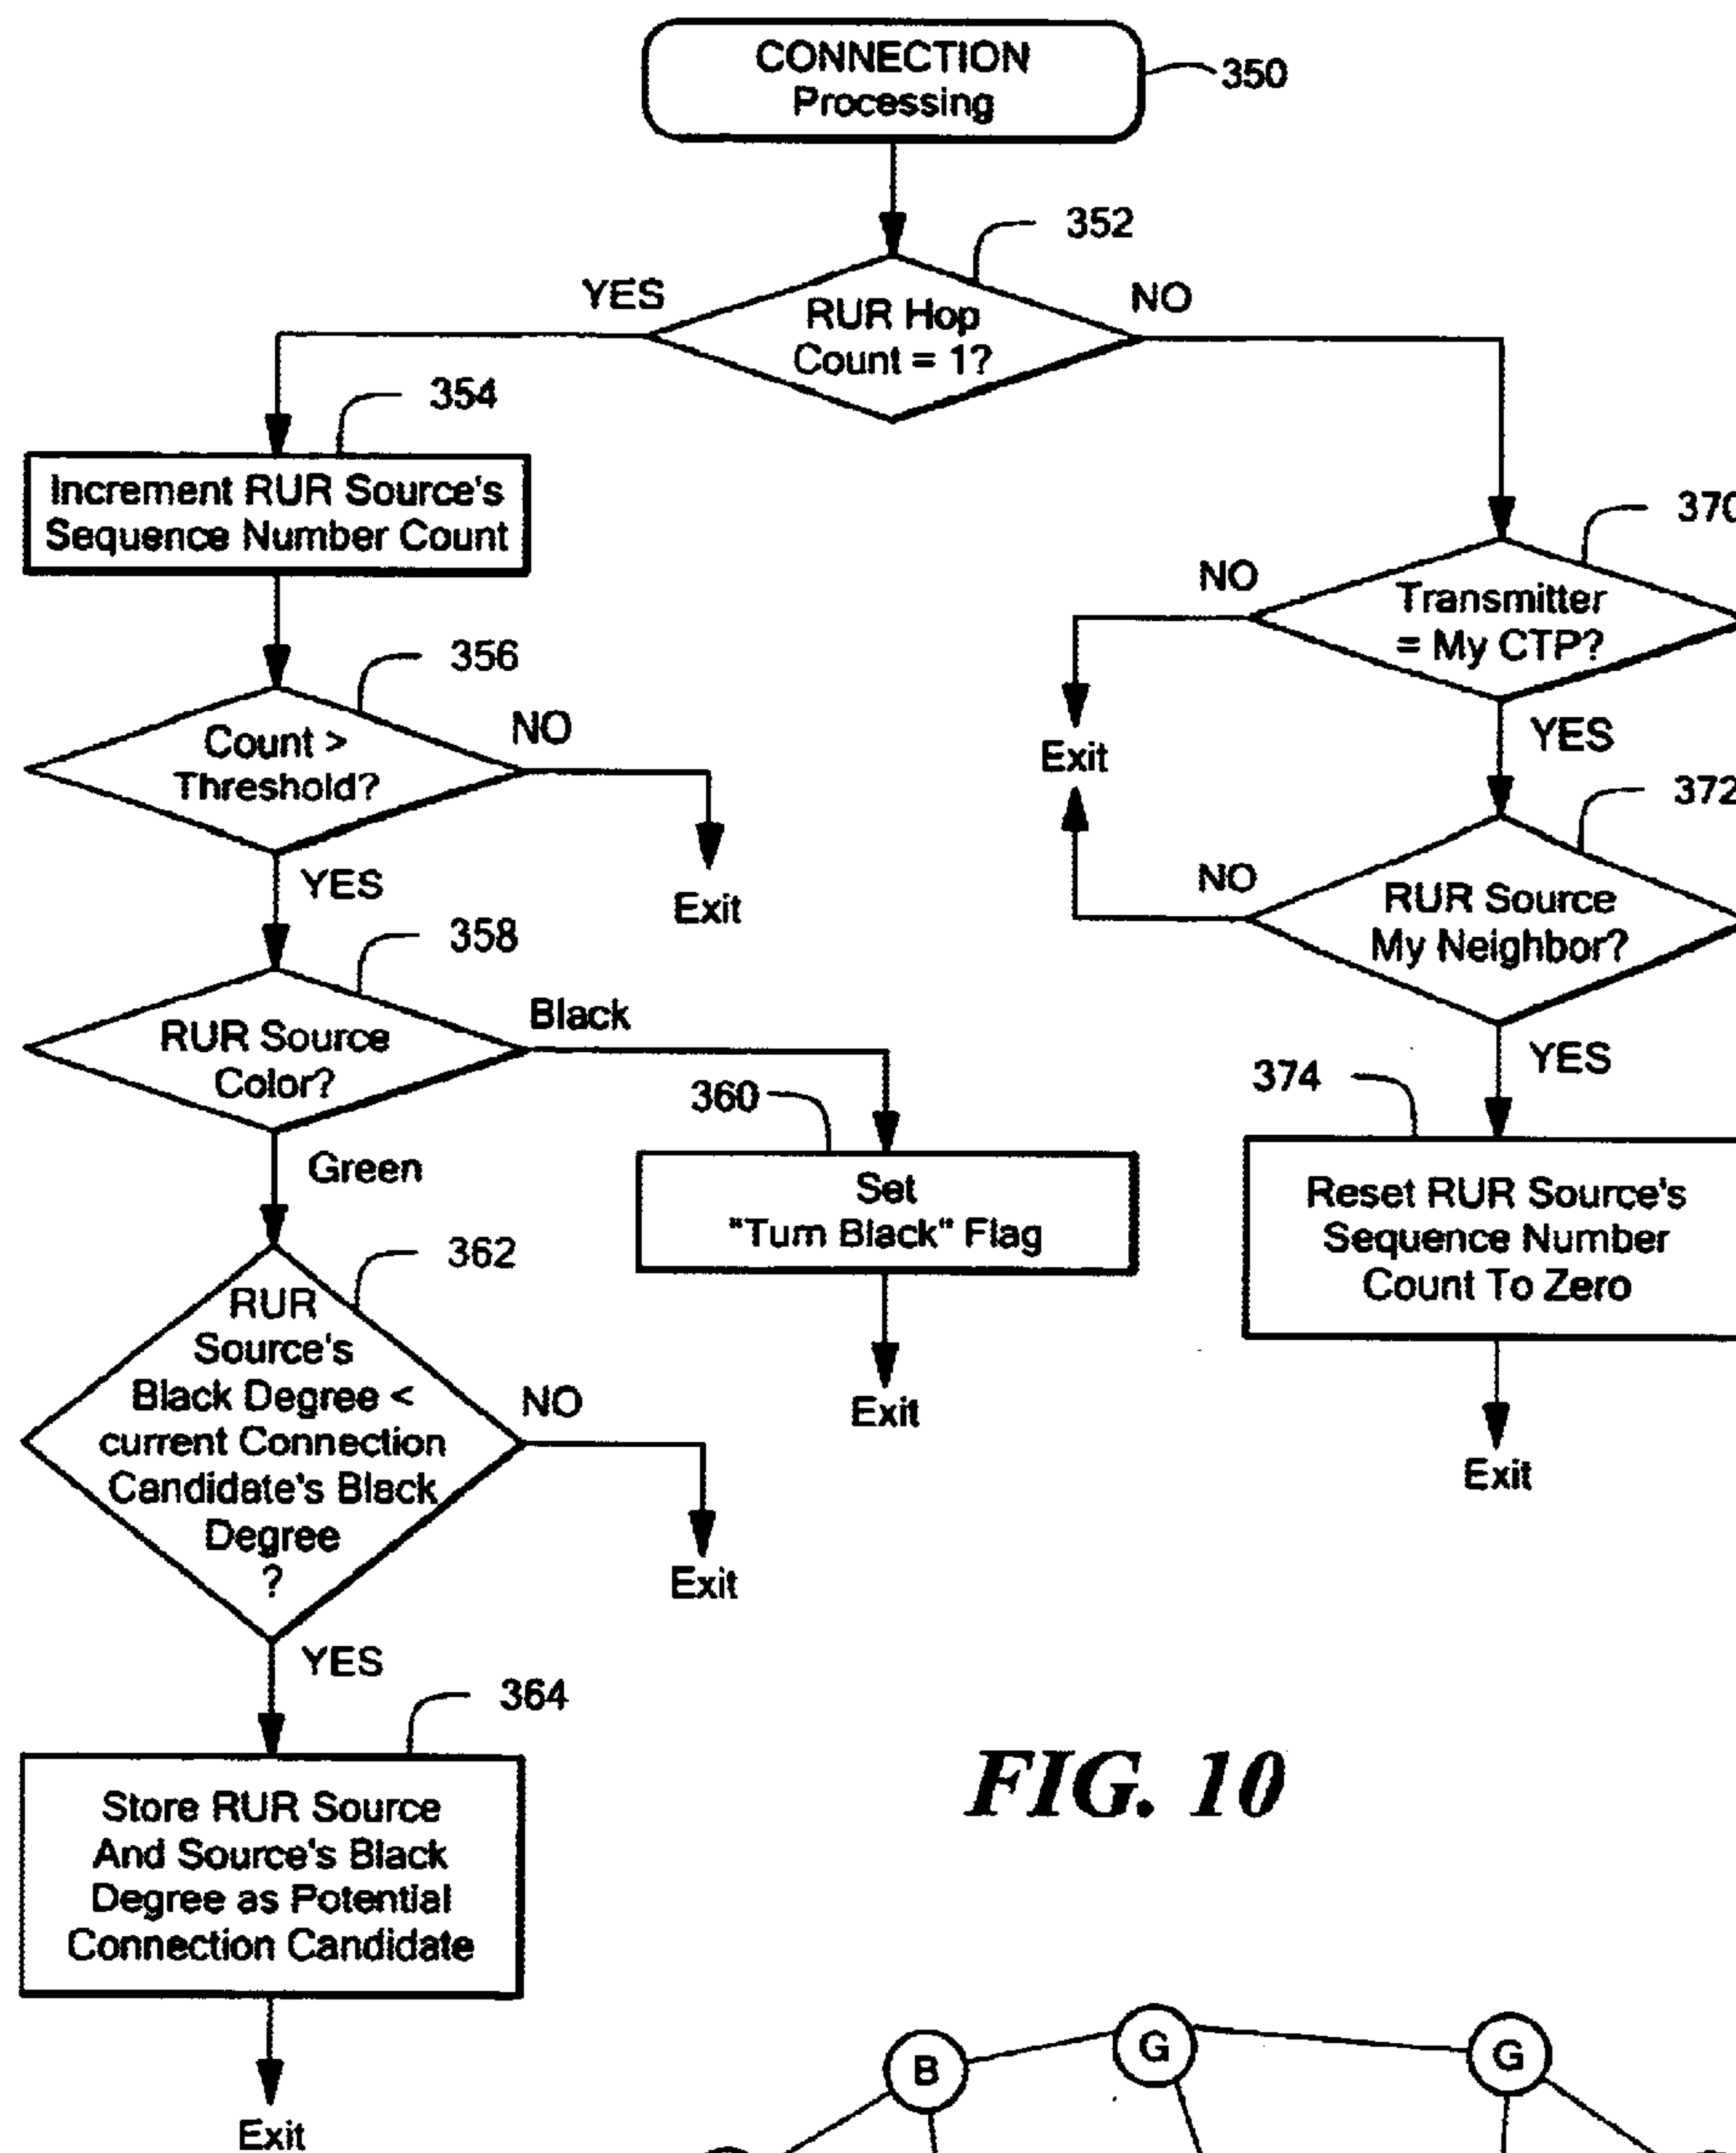 CONNECTION
Processing
350
352
YES
NO
RUR Hop
Count = 1?
354
Increment RUR Source's
Sequence Number Count
370
NO
Transmitter
= My CTP?
356
NO
Count >
Threshold?
YES
Exit
372
YES
Exit
NO
RUR Source
My Neighbor?
358
Black
RUR Source
Color?
YES
374
360
Green
Set
"Turn Black" Flag
Reset RUR Source's
Sequence Number
Count To Zero
362
RUR
Source's
Black Degree <
current Connection
Candidate's Black
Degree
?
NO
Exit
Exit
Exit
YES
364
Store RUR Source
And Source's Black
Degree as Potential
Connection Candidate
FIG. 10
B
G
G
Exit